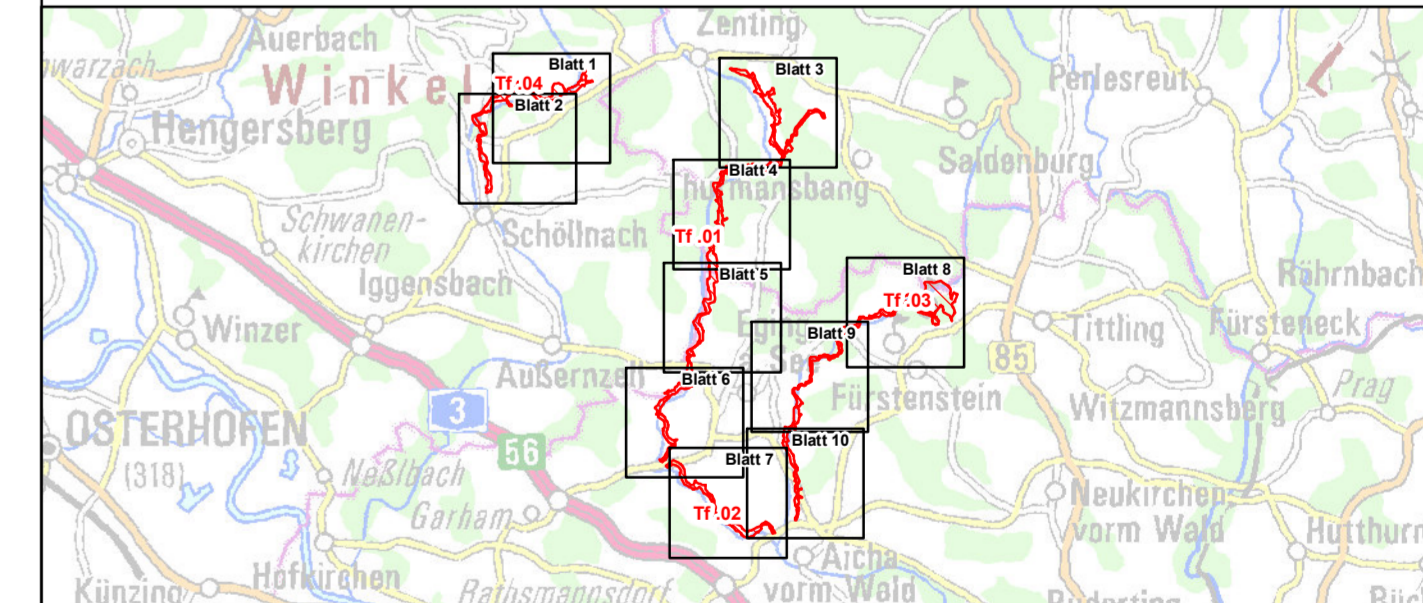 Auerbach
Zenting
Blatt 1
Blatt 3
Tf .04
Winkel
Perlesreut
Blatt 2
Hengersberg
Saldenburg
Blatt 4
Schwanen-
kirchen
Schöllnach
Tf .01
Blatt 5
Blatt 8
Röhrnbach
Iggensbach
Tf .03
Winzer
Blatt 9
Tittling
Fürsteneck
85
Außernzell
Blatt 6
Prag
3
Fürstenstein
Witzmannsberg
OSTERHOFEN
(318)
56
Blatt 10
Blatt 7
Neßlbach
Neukirchen
vorm Wald
Garham
Tf .02
Hutthurm
Aicha
vorm Wald
Hofkirchen
Künzing
Rathsmannsdorf